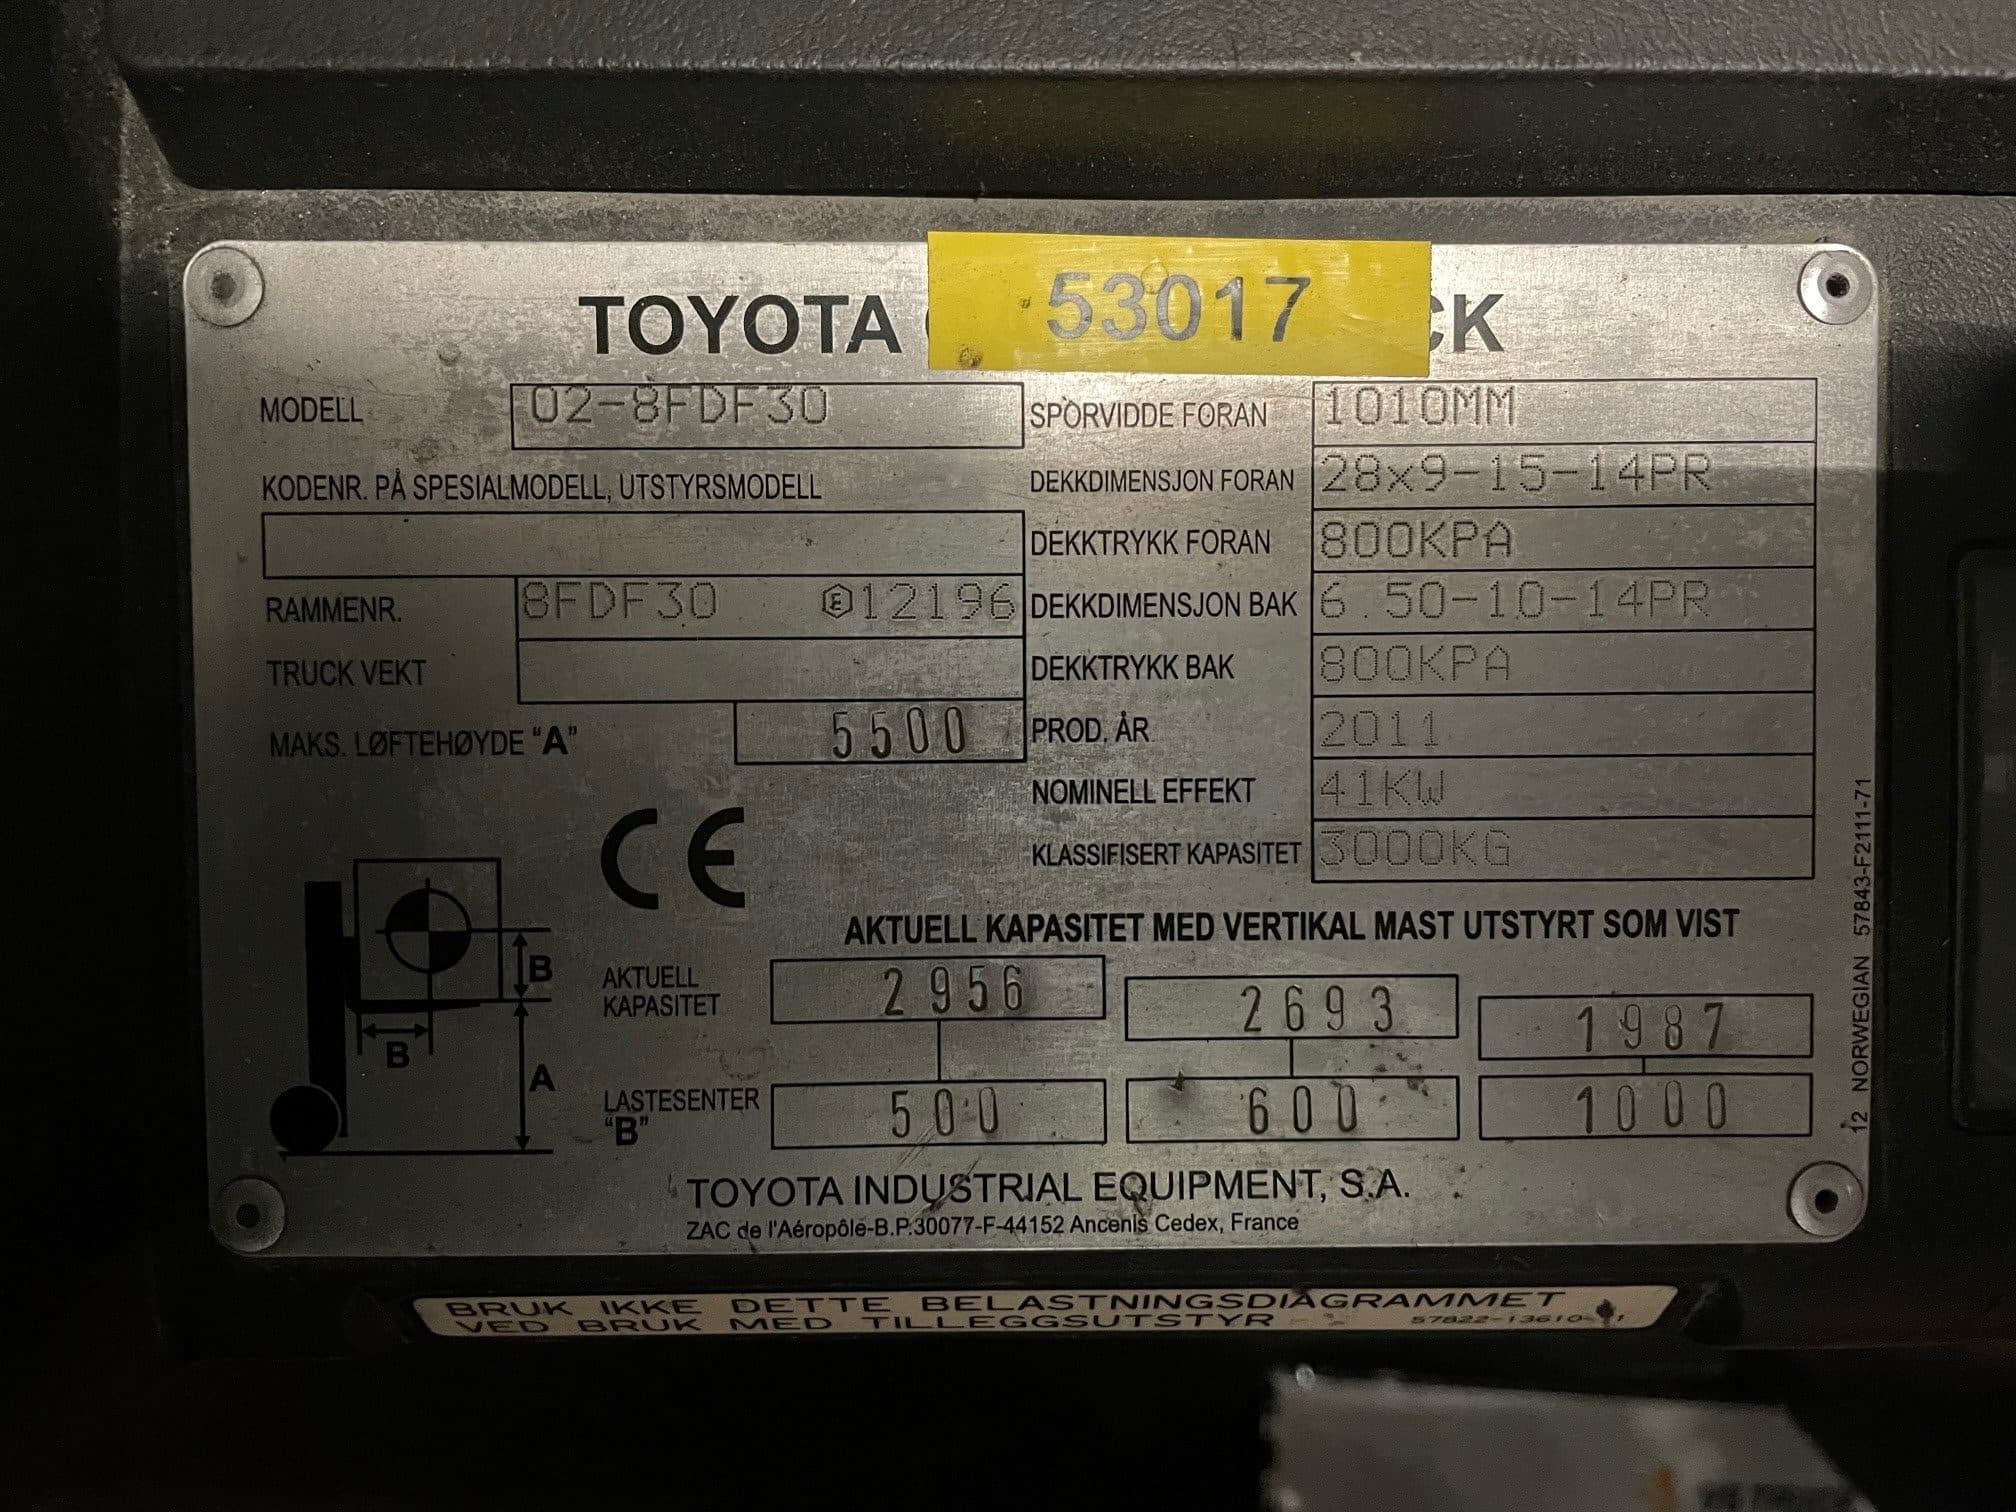 TOYOTA 53017 CK
MODELL 02-8FDF30
KODENR. PÅ SPESIALMODELL, UTSTYRSMODELL
RAMMENR. 8FDF30 E12196
TRUCK VEKT
MAKS. LØFTEHØYDE "A" 5500
SPORVIDDE FORAN 1010MM
DEKKDIMENSJON FORAN 28x9-15-14PR
DEKKTRYKK FORAN 800KPA
DEKKDIMENSJON BAK 6.50-10-14PR
DEKKTRYKK BAK 800KPA
PROD. ÅR 2011
NOMINELL EFFEKT 41KW
KLASSIFISERT KAPASITET 3000KG
CE
B
B
A
AKTUELL KAPASITET MED VERTIKAL MAST UTSTYRT SOM VIST
AKTUELL
KAPASITET 2956 2693 1987
LASTESENTER
"B" 500 600 1000
TOYOTA INDUSTRIAL EQUIPMENT, S.A.
ZAC de l'Aéropôle-B.P.30077-F-44152 Ancenis Cedex, France
12 NORWEGIAN 57843-F2111-71
BRUK IKKE DETTE BELASTNINGSDIAGRAMMET
VED BRUK MED TILLEGGSUTSTYR